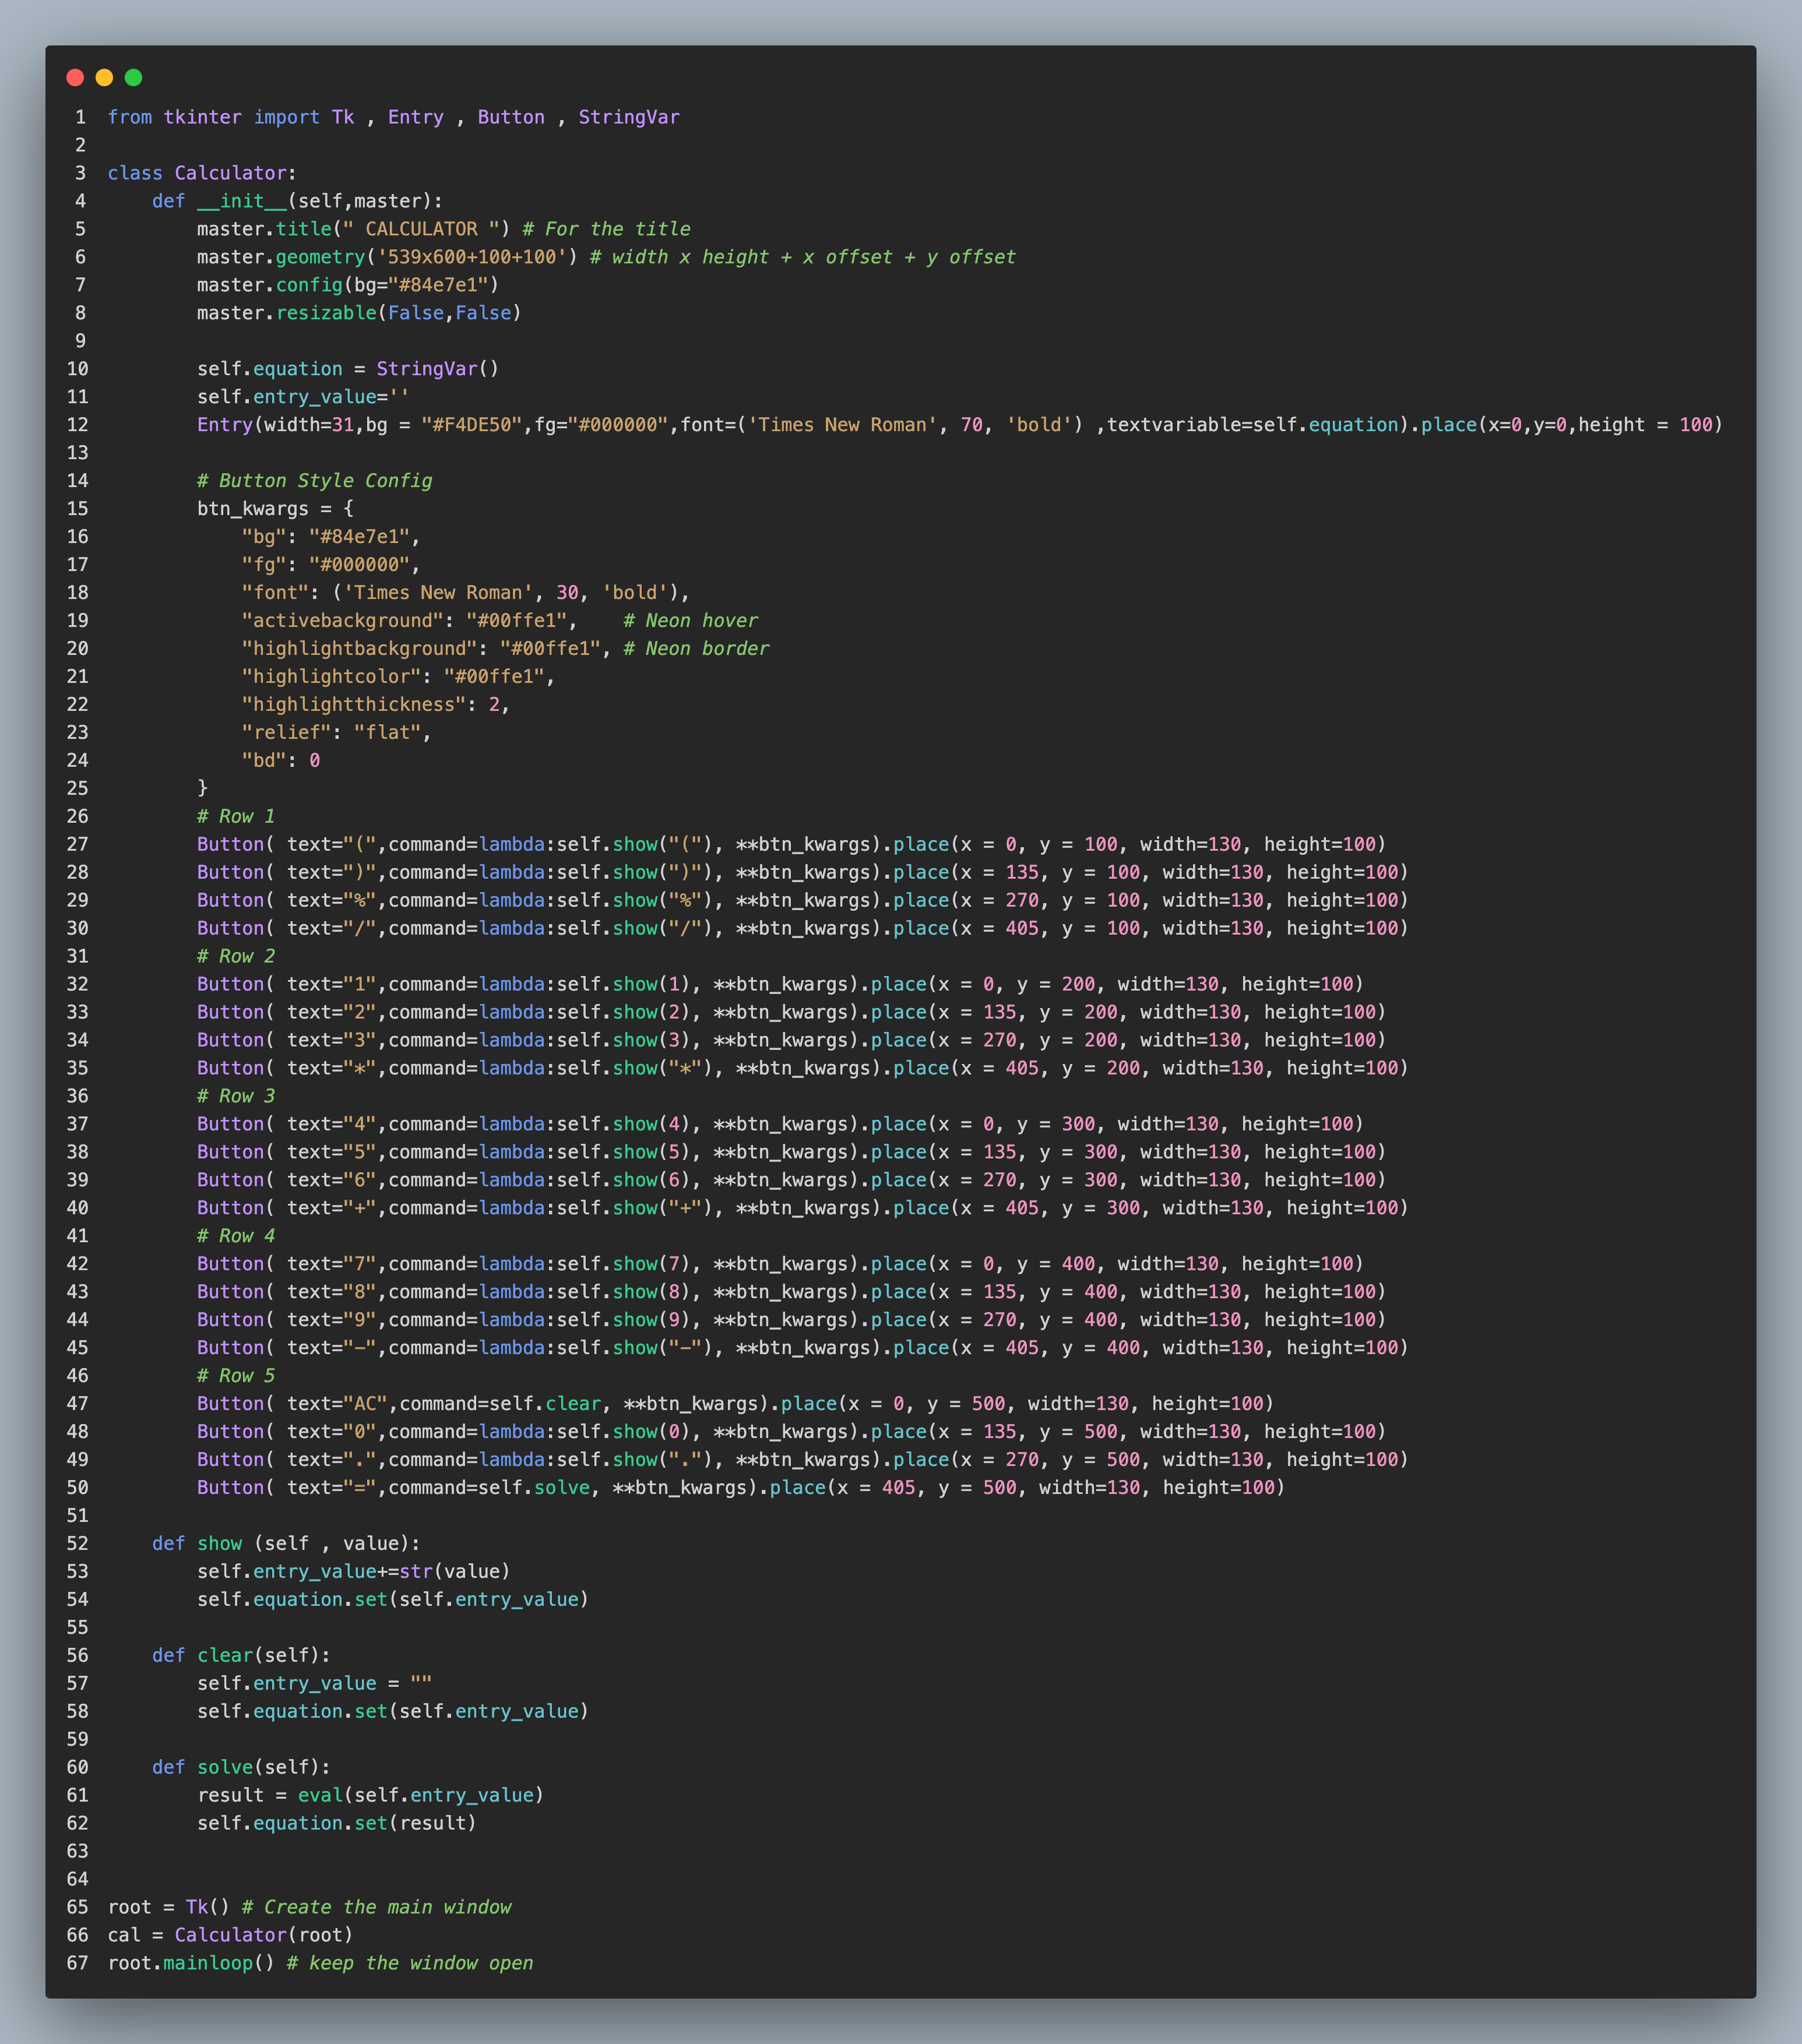 1 from tkinter import Tk , Entry , Button , StringVar
2
3 class Calculator:
4     def __init__(self,master):
5         master.title(" CALCULATOR ") # For the title
6         master.geometry('539x600+100+100') # width x height + x offset + y offset
7         master.config(bg="#84e7e1")
8         master.resizable(False,False)
9
10         self.equation = StringVar()
11         self.entry_value=''
12         Entry(width=31,bg = "#F4DE50",fg="#000000",font=('Times New Roman', 70, 'bold') ,textvariable=self.equation).place(x=0,y=0,height = 100)
13
14         # Button Style Config
15         btn_kwargs = {
16             "bg": "#84e7e1",
17             "fg": "#000000",
18             "font": ('Times New Roman', 30, 'bold'),
19             "activebackground": "#00ffe1",    # Neon hover
20             "highlightbackground": "#00ffe1", # Neon border
21             "highlightcolor": "#00ffe1",
22             "highlightthickness": 2,
23             "relief": "flat",
24             "bd": 0
25         }
26         # Row 1
27         Button( text="(",command=lambda:self.show("("), **btn_kwargs).place(x = 0, y = 100, width=130, height=100)
28         Button( text=")",command=lambda:self.show(")"), **btn_kwargs).place(x = 135, y = 100, width=130, height=100)
29         Button( text="%",command=lambda:self.show("%"), **btn_kwargs).place(x = 270, y = 100, width=130, height=100)
30         Button( text="/",command=lambda:self.show("/"), **btn_kwargs).place(x = 405, y = 100, width=130, height=100)
31         # Row 2
32         Button( text="1",command=lambda:self.show(1), **btn_kwargs).place(x = 0, y = 200, width=130, height=100)
33         Button( text="2",command=lambda:self.show(2), **btn_kwargs).place(x = 135, y = 200, width=130, height=100)
34         Button( text="3",command=lambda:self.show(3), **btn_kwargs).place(x = 270, y = 200, width=130, height=100)
35         Button( text="*",command=lambda:self.show("*"), **btn_kwargs).place(x = 405, y = 200, width=130, height=100)
36         # Row 3
37         Button( text="4",command=lambda:self.show(4), **btn_kwargs).place(x = 0, y = 300, width=130, height=100)
38         Button( text="5",command=lambda:self.show(5), **btn_kwargs).place(x = 135, y = 300, width=130, height=100)
39         Button( text="6",command=lambda:self.show(6), **btn_kwargs).place(x = 270, y = 300, width=130, height=100)
40         Button( text="+",command=lambda:self.show("+"), **btn_kwargs).place(x = 405, y = 300, width=130, height=100)
41         # Row 4
42         Button( text="7",command=lambda:self.show(7), **btn_kwargs).place(x = 0, y = 400, width=130, height=100)
43         Button( text="8",command=lambda:self.show(8), **btn_kwargs).place(x = 135, y = 400, width=130, height=100)
44         Button( text="9",command=lambda:self.show(9), **btn_kwargs).place(x = 270, y = 400, width=130, height=100)
45         Button( text="-",command=lambda:self.show("-"), **btn_kwargs).place(x = 405, y = 400, width=130, height=100)
46         # Row 5
47         Button( text="AC",command=self.clear, **btn_kwargs).place(x = 0, y = 500, width=130, height=100)
48         Button( text="0",command=lambda:self.show(0), **btn_kwargs).place(x = 135, y = 500, width=130, height=100)
49         Button( text=".",command=lambda:self.show("."), **btn_kwargs).place(x = 270, y = 500, width=130, height=100)
50         Button( text="=",command=self.solve, **btn_kwargs).place(x = 405, y = 500, width=130, height=100)
51
52     def show (self , value):
53         self.entry_value+=str(value)
54         self.equation.set(self.entry_value)
55
56     def clear(self):
57         self.entry_value = ""
58         self.equation.set(self.entry_value)
59
60     def solve(self):
61         result = eval(self.entry_value)
62         self.equation.set(result)
63
64
65 root = Tk() # Create the main window
66 cal = Calculator(root)
67 root.mainloop() # keep the window open